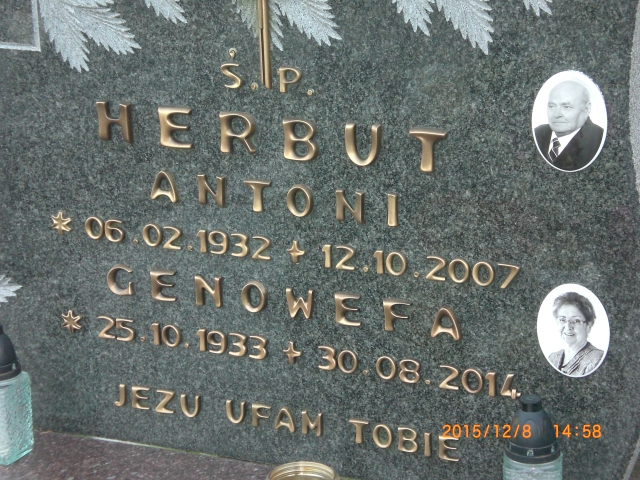 Ś.P.
HERBUT
ANTONI
* 06.02.1932 + 12.10.2007
GENOWEFA
* 25.10.1933 + 30.08.2014
JEZU UFAM TOBIE
2015/12/8 14:58